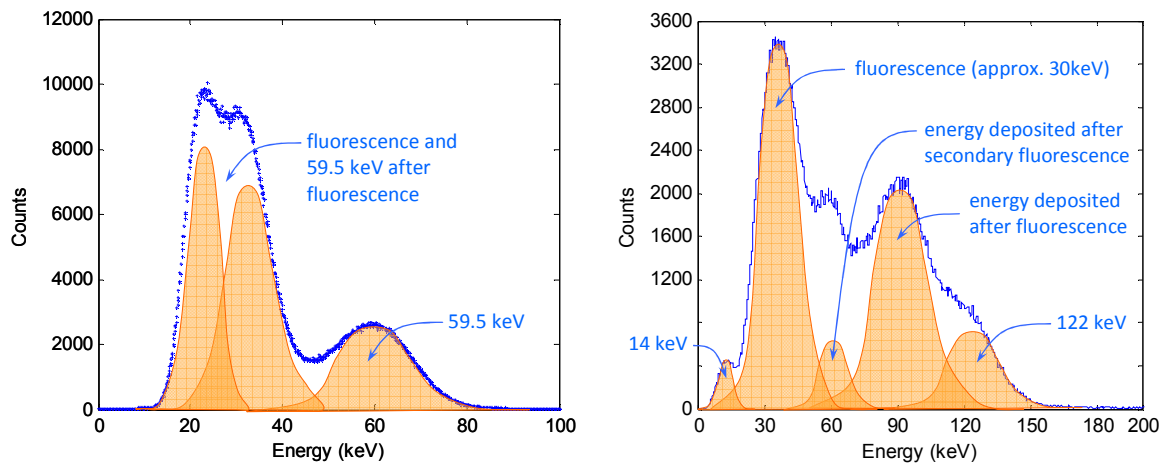 12000
10000
8000
6000
4000
2000
0
Counts
fluorescence and
59.5 keV after
fluorescence
59.5 keV
0 20 40 60 80 100
Energy (keV)
3600
3200
2800
2400
2000
1600
1200
800
400
0
Counts
fluorescence (approx. 30keV)
energy deposited after
secondary fluorescence
energy deposited
after fluorescence
14 keV
122 keV
0 30 60 90 120 150 180 200
Energy (keV)